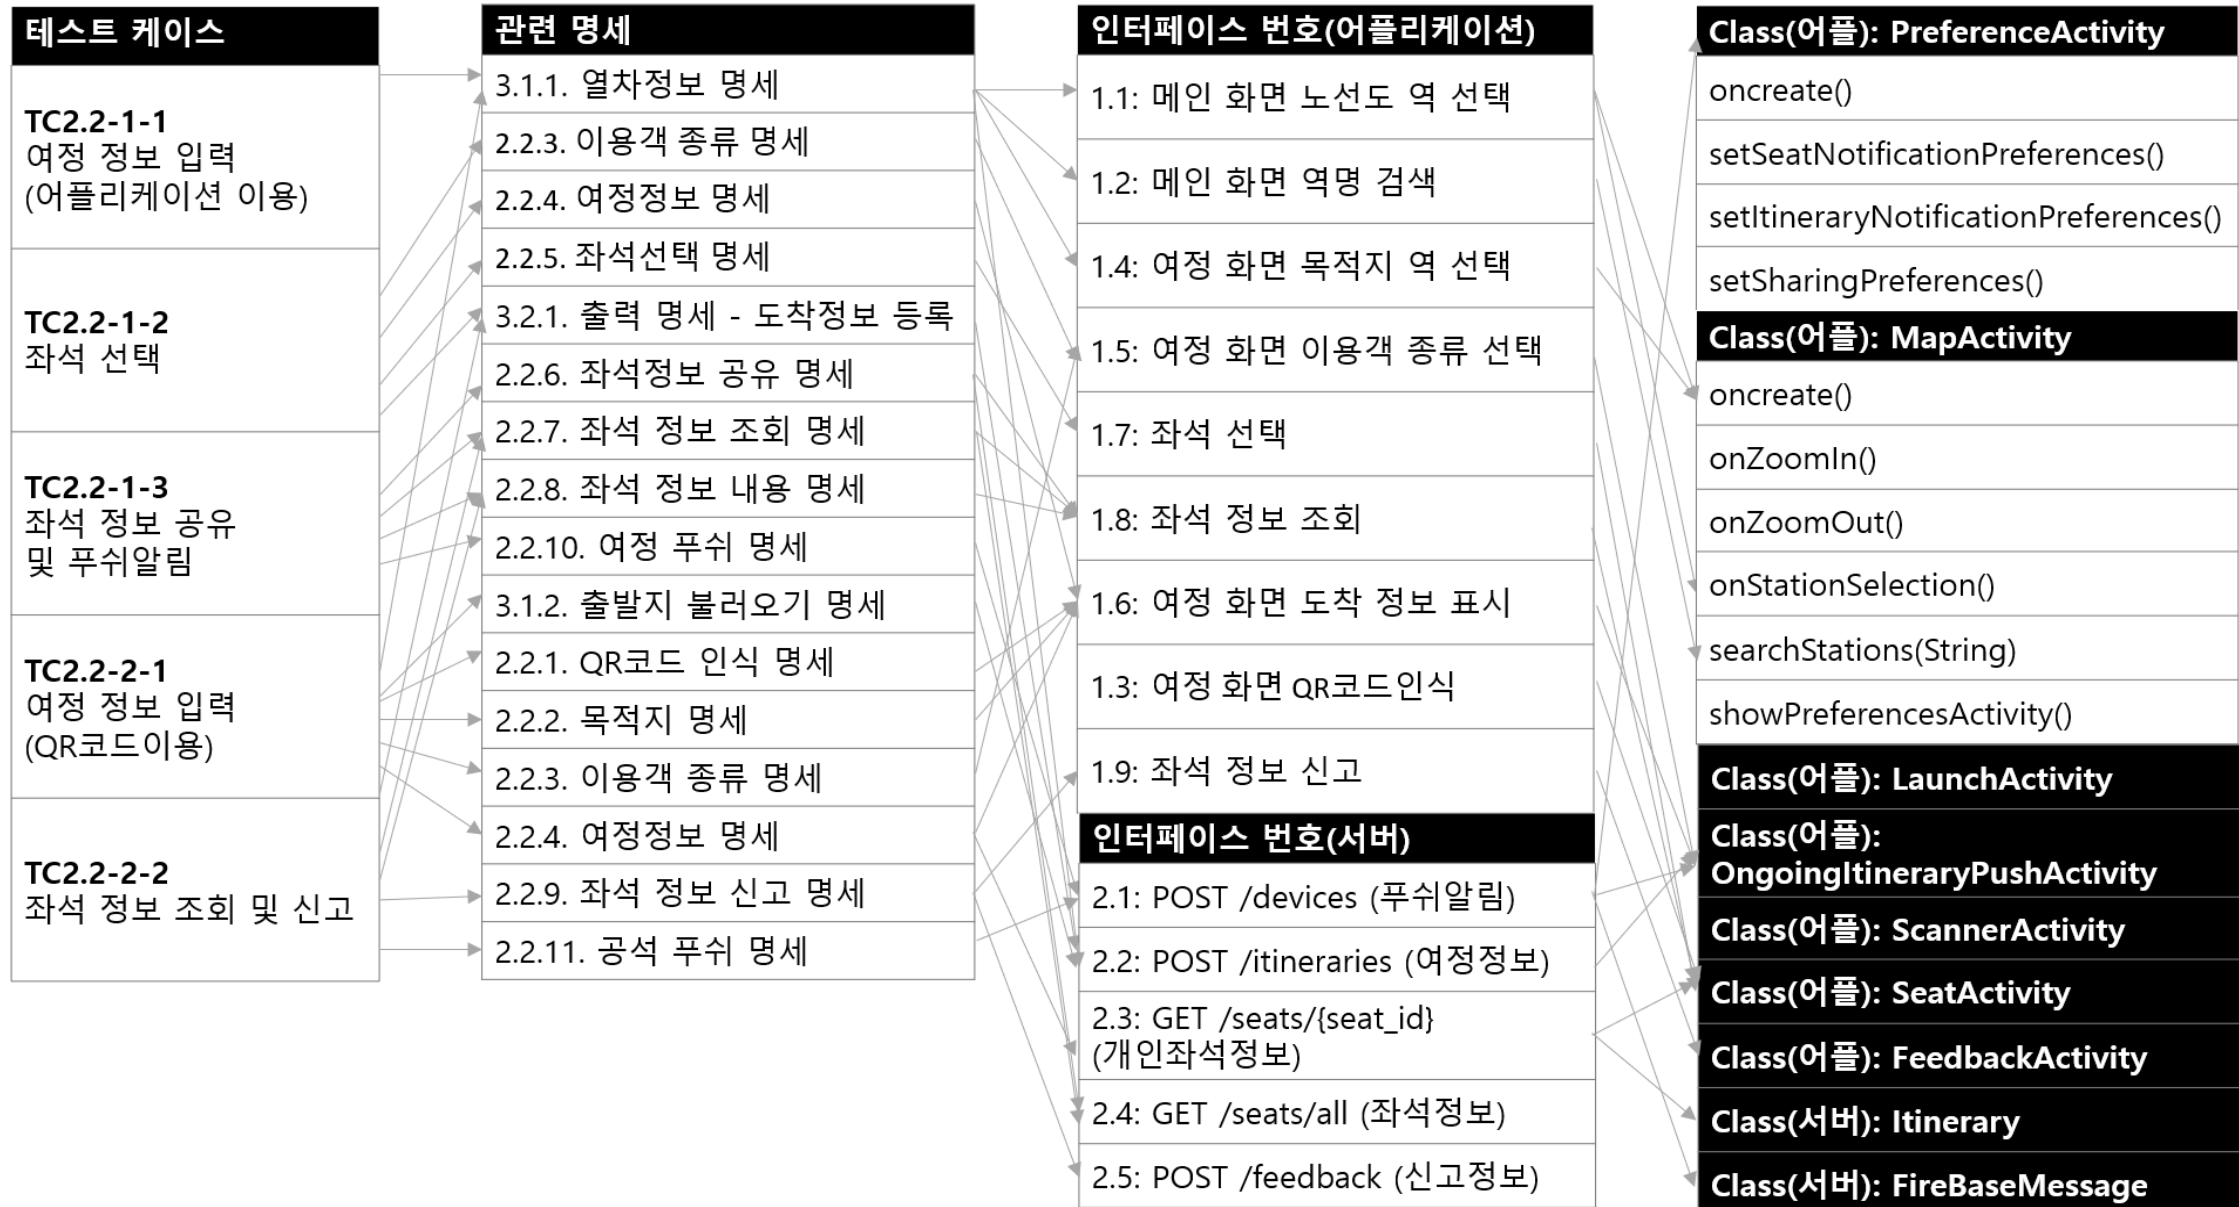 테스트 케이스
TC2.2-1-1
여정 정보 입력
(어플리케이션 이용)
TC2.2-1-2
좌석 선택
TC2.2-1-3
좌석 정보 공유
및 푸쉬알림
TC2.2-2-1
여정 정보 입력
(QR코드이용)
TC2.2-2-2
좌석 정보 조회 및 신고
관련 명세
3.1.1. 열차정보 명세
2.2.3. 이용객 종류 명세
2.2.4. 여정정보 명세
2.2.5. 좌석선택 명세
3.2.1. 출력 명세 - 도착정보 등록
2.2.6. 좌석정보 공유 명세
2.2.7. 좌석 정보 조회 명세
2.2.8. 좌석 정보 내용 명세
2.2.10. 여정 푸쉬 명세
3.1.2. 출발지 불러오기 명세
2.2.1. QR코드 인식 명세
2.2.2. 목적지 명세
2.2.3. 이용객 종류 명세
2.2.4. 여정정보 명세
2.2.9. 좌석 정보 신고 명세
2.2.11. 공석 푸쉬 명세
인터페이스 번호(어플리케이션)
1.1: 메인 화면 노선도 역 선택
1.2: 메인 화면 역명 검색
1.4: 여정 화면 목적지 역 선택
1.5: 여정 화면 이용객 종류 선택
1.7: 좌석 선택
1.8: 좌석 정보 조회
1.6: 여정 화면 도착 정보 표시
1.3: 여정 화면 QR코드인식
1.9: 좌석 정보 신고
인터페이스 번호(서버)
2.1: POST /devices (푸쉬알림)
2.2: POST /itineraries (여정정보)
2.3: GET /seats/{seat_id}
(개인좌석정보)
2.4: GET /seats/all (좌석정보)
2.5: POST /feedback (신고정보)
Class(어플): PreferenceActivity
oncreate()
setSeatNotificationPreferences()
setItineraryNotificationPreferences()
setSharingPreferences()
Class(어플): MapActivity
oncreate()
onZoomIn()
onZoomOut()
onStationSelection()
searchStations(String)
showPreferencesActivity()
Class(어플): LaunchActivity
Class(어플):
OngoingItineraryPushActivity
Class(어플): ScannerActivity
Class(어플): SeatActivity
Class(어플): FeedbackActivity
Class(서버): Itinerary
Class(서버): FireBaseMessage